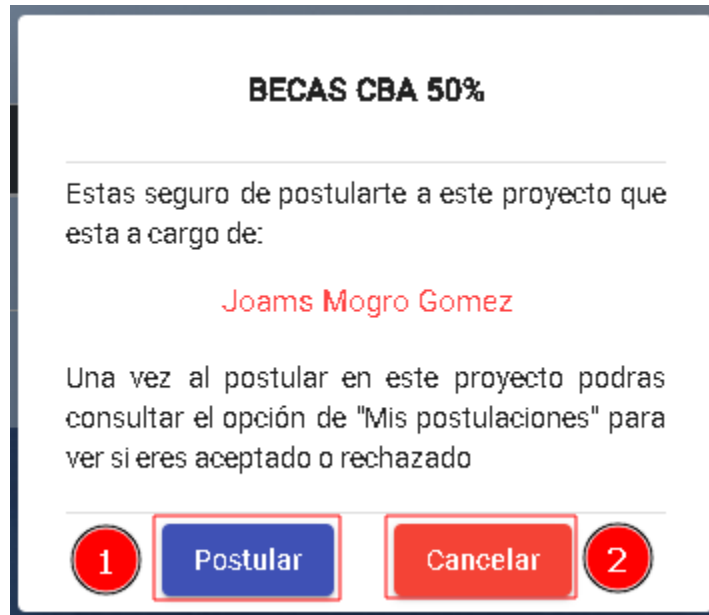 BECAS CBA 50%
Estas seguro de postularte a este proyecto que
esta a cargo de:
Joams Mogro Gomez
Una vez al postular en este proyecto podras
consultar el opción de "Mis postulaciones" para
ver si eres aceptado o rechazado
1 Postular Cancelar 2